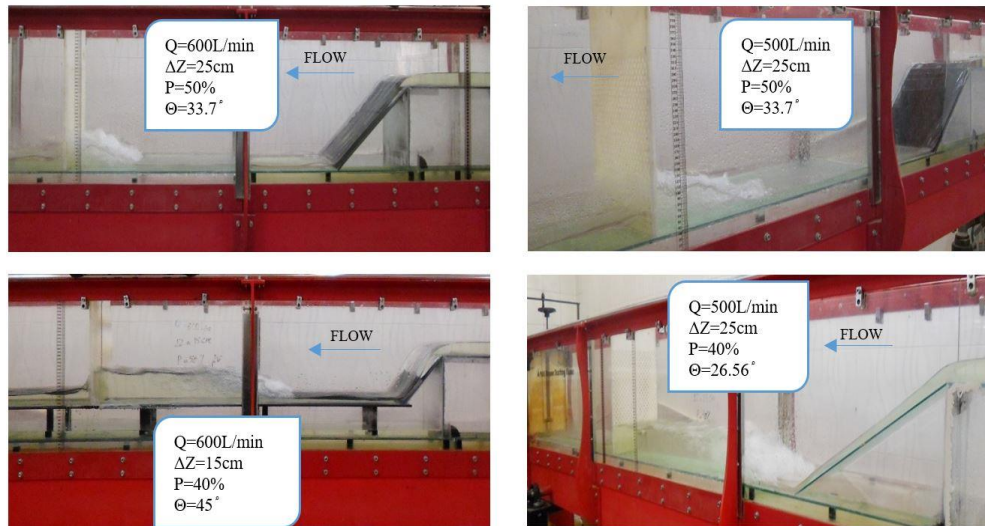 Q=600L/min
ΔZ=25cm
P=50%
Θ=33.7˚
FLOW
Q=500L/min
ΔZ=25cm
P=50%
Θ=33.7˚
FLOW
Q=600L/min
ΔZ=15cm
P=40%
Θ=45˚
FLOW
Q=500L/min
ΔZ=25cm
P=40%
Θ=26.56˚
FLOW